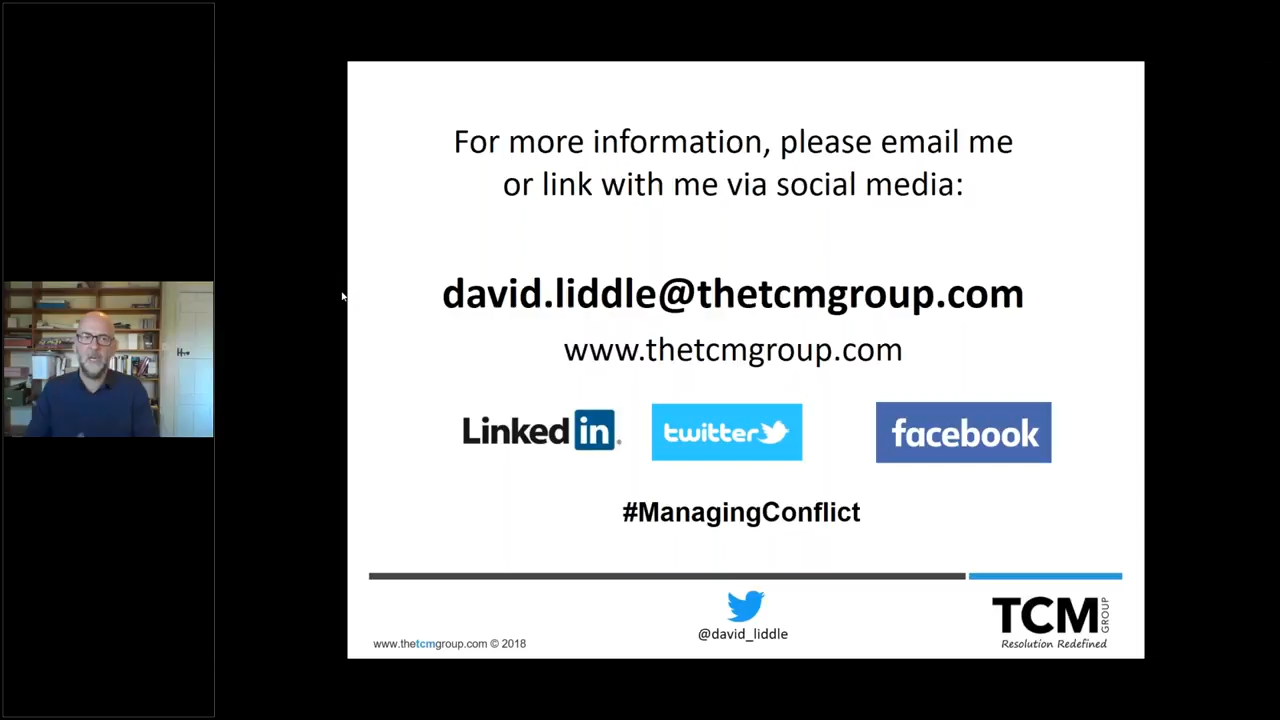 For more information, please email me
or link with me via social media:
david.liddle@thetcmgroup.com
www.thetcmgroup.com
Linked in
twitter
facebook
#ManagingConflict
@david_liddle
www.thetcmgroup.com © 2018
TCM GROUP
Resolution Redefined